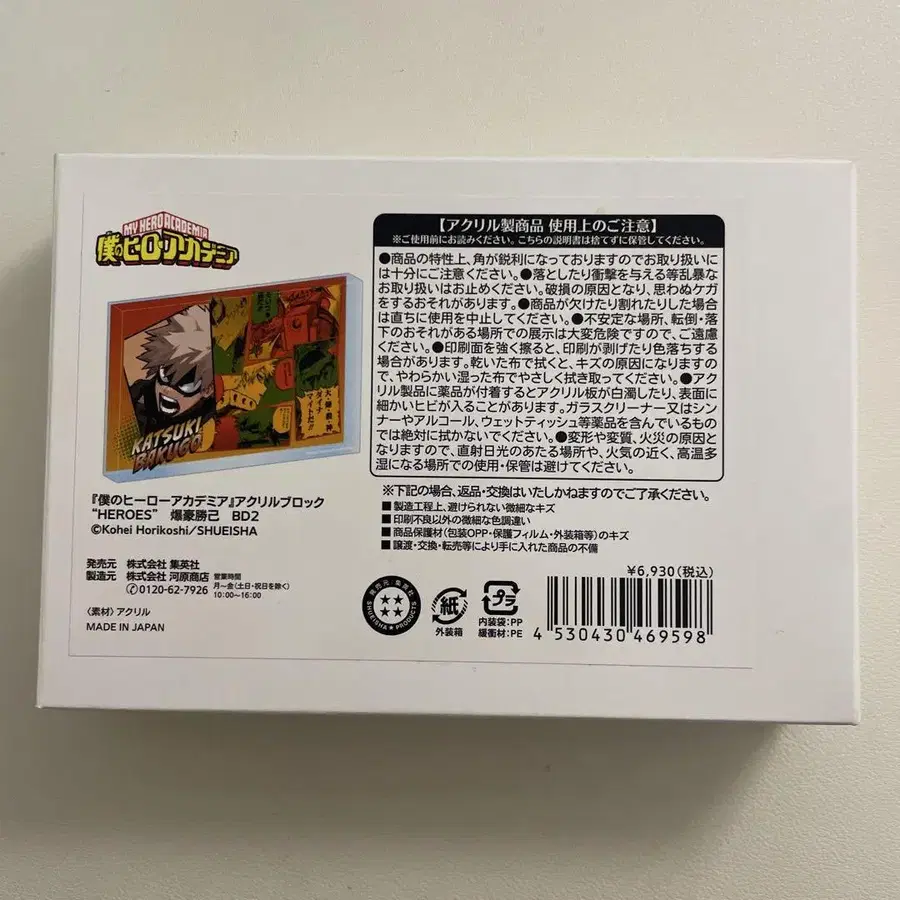 MY HERO ACADEMIA
僕のヒーローアカデミア
KATSUKI
BAKUGO
大・爆・殺・神
ダイナ
マイトだ!!
『僕のヒーローアカデミア』アクリルブロック
“HEROES” 爆豪勝己 BD2
©Kohei Horikoshi/SHUEISHA
発売元 株式会社 集英社
製造元 株式会社 河原商店
営業時間
月〜金(土・日・祝日を除く)
0120-62-7926 10:00〜16:00
〈素材〉アクリル
MADE IN JAPAN
【アクリル製商品 使用上のご注意】
※ご使用前にお読みください。こちらの説明書は捨てずに保管してください。
●商品の特性上、角が鋭利になっておりますのでお取り扱いに
は十分にご注意ください。●落としたり衝撃を与える等乱暴な
お取り扱いはお止めください。破損の原因となり、思わぬケガ
をするおそれがあります。●商品が欠けたり割れたりした場合
は直ちに使用を中止してください。●不安定な場所、転倒・落
下のおそれがある場所での展示は大変危険ですので、ご遠慮
ください。●印刷面を強く擦ると、印刷が剥げたり色落ちする
場合があります。乾いた布で拭くと、キズの原因になります
ので、やわらかい湿った布でやさしく拭き取ってください。●アク
リル製品に薬品が付着するとアクリル板が白濁したり、表面に
細かいヒビが入ることがあります。ガラスクリーナー又はシン
ナーやアルコール、ウェットティッシュ等薬品を含んでいるもの
では絶対に拭かないでください。●変形や変質、火災の原因と
なりますので、直射日光のあたる場所や、火気の近く、高温多
湿になる場所での使用・保管は避けてください。
※下記の場合、返品・交換はいたしかねますのでご了承ください。
■製造工程上、避けられない微細なキズ
■印刷不良以外の微細な色調違い
■商品保護材(包装OPP・保護フィルム・外装箱等)のキズ
■譲渡・交換・転売等により手に入れた商品の不備
¥6,930(税込)
発売元 集英社
SHUEISHA PRODUCTS
紙
外装箱
プラ
内装袋:PP
緩衝材:PE
4 530430 469598